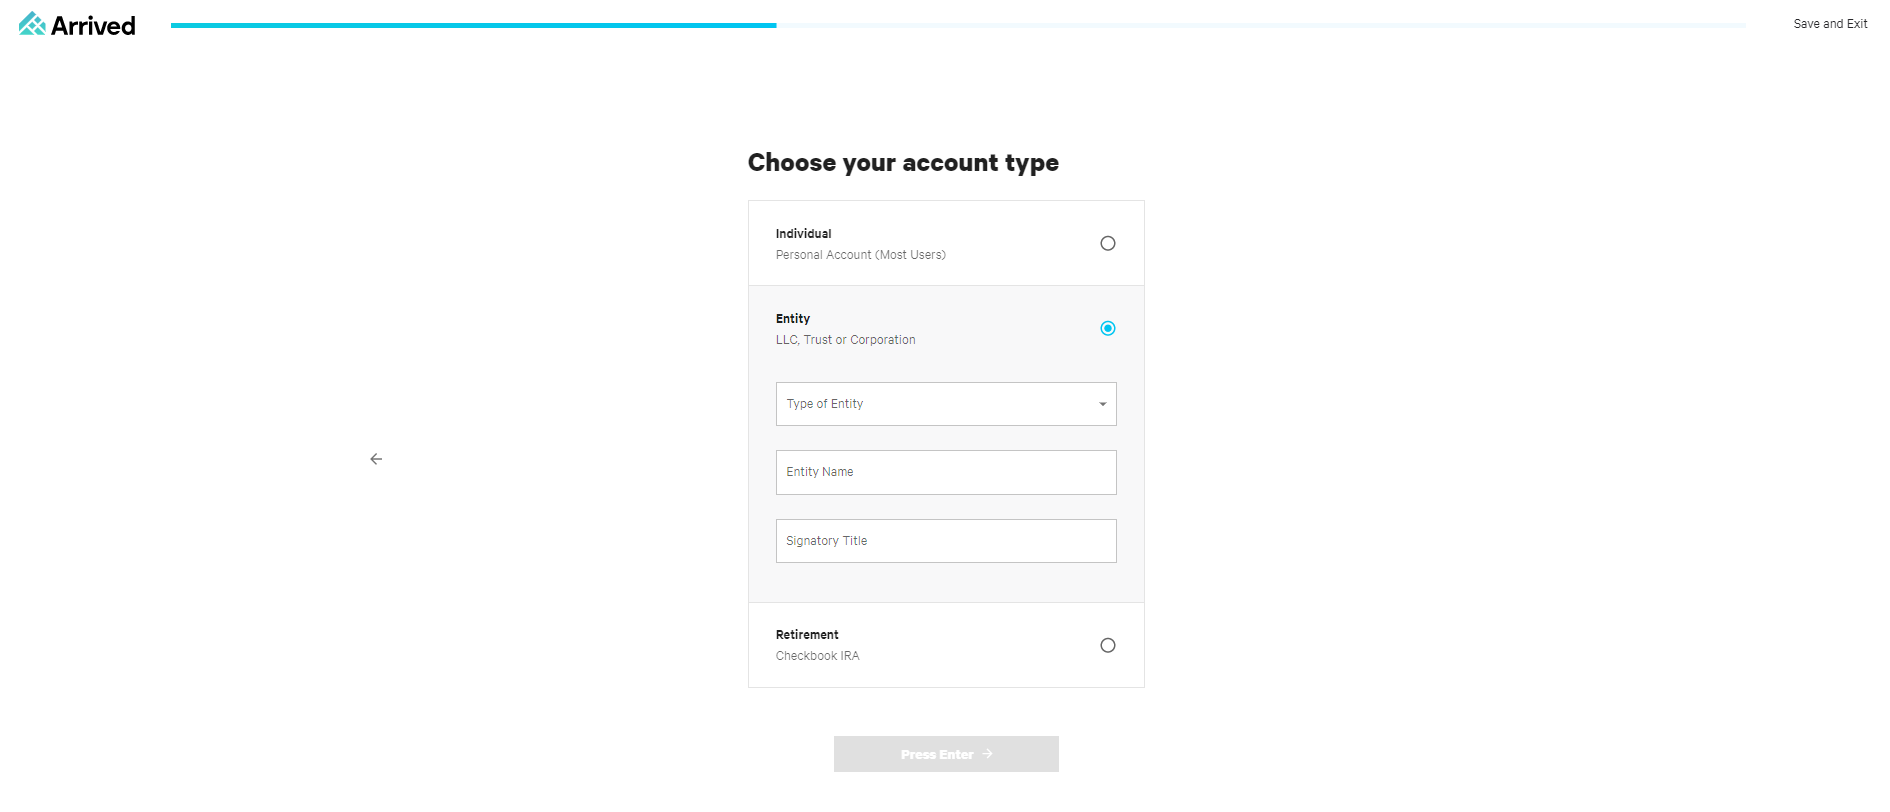 Arrived
Save and Exit
Choose your account type
Individual
Personal Account (Most Users)
Entity
LLC, Trust or Corporation
Type of Entity
Entity Name
Signatory Title
Retirement
Checkbook IRA
Press Enter →